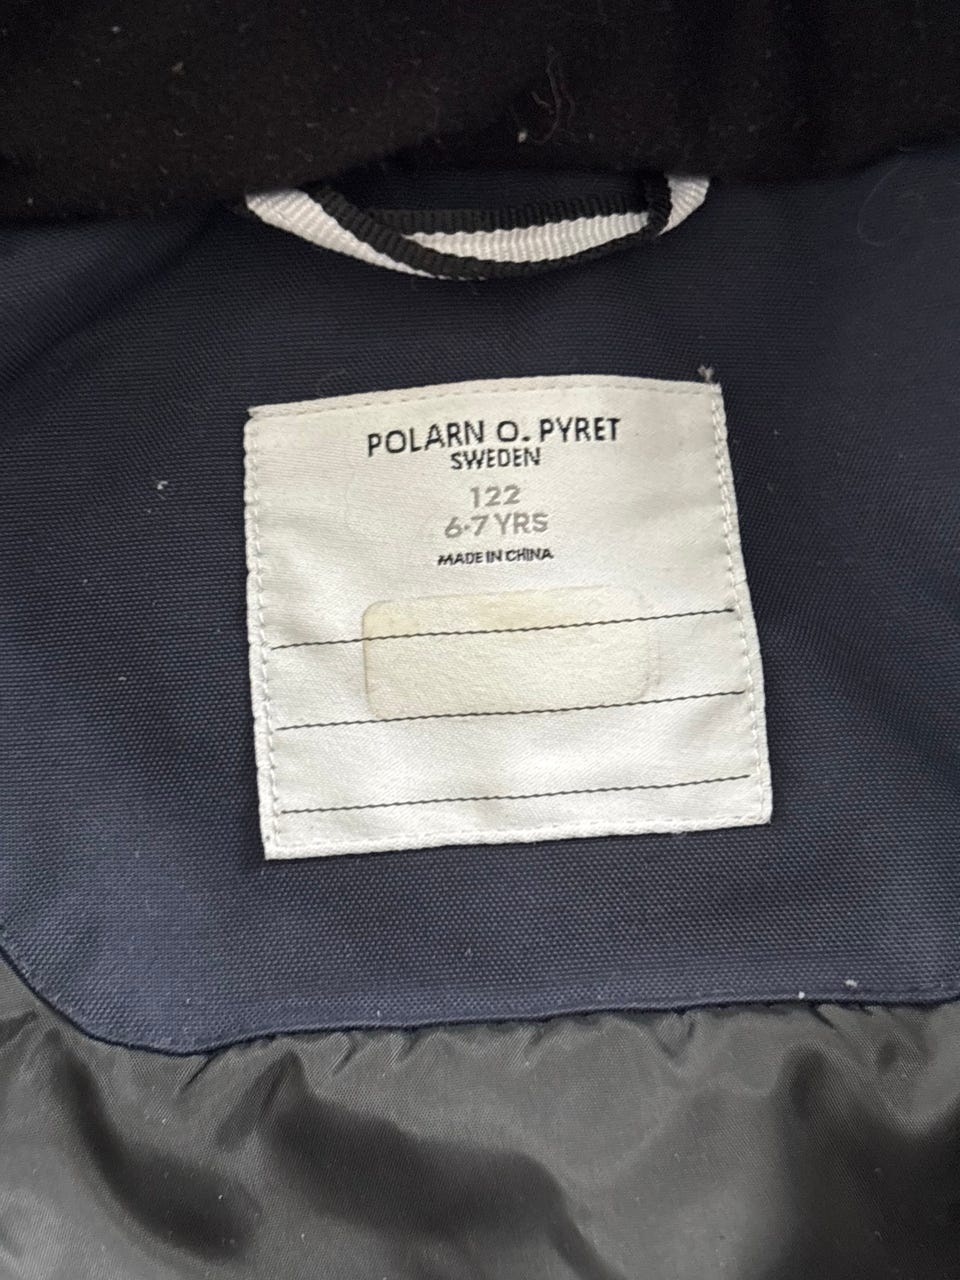 POLARN O. PYRET
SWEDEN
122
6-7 YRS
MADE IN CHINA